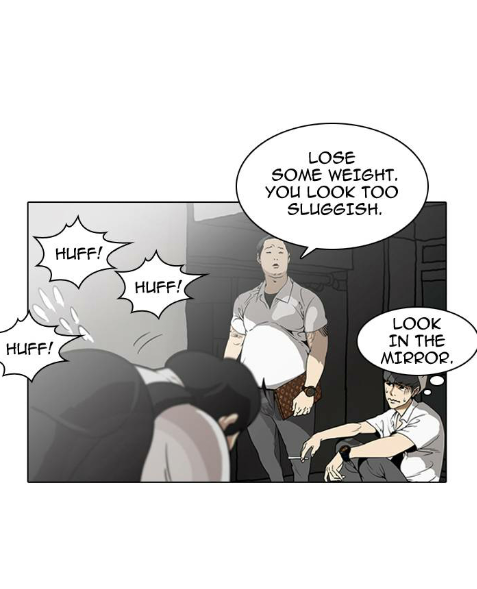 LOSE
SOME WEIGHT.
YOU LOOK TOO
SLUGGISH.
HUFF!
HUFF!
HUFF!
LOOK
IN THE
MIRROR.